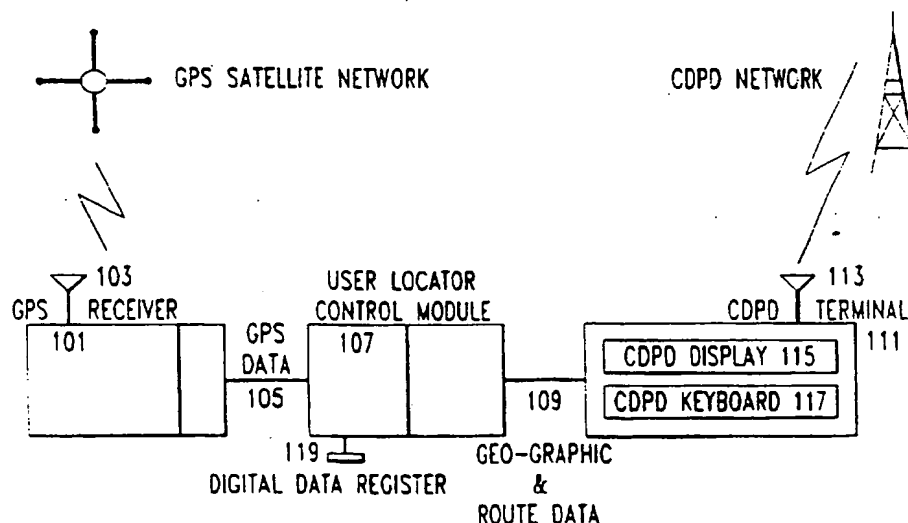 GPS SATELLITE NETWORK
CDPD NETWORK
103
GPS RECEIVER
101
GPS
DATA
105
USER LOCATOR
CONTROL MODULE
107
119
DIGITAL DATA REGISTER
109
GEO-GRAPHIC
&
ROUTE DATA
113
CDPD TERMINAL
111
CDPD DISPLAY 115
CDPD KEYBOARD 117